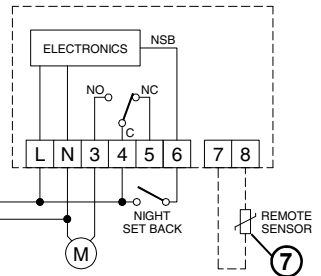 ELECTRONICS
NSB
NO
NC
C
L N 3 4 5 6 7 8
NIGHT
SET BACK
REMOTE
SENSOR
M
7